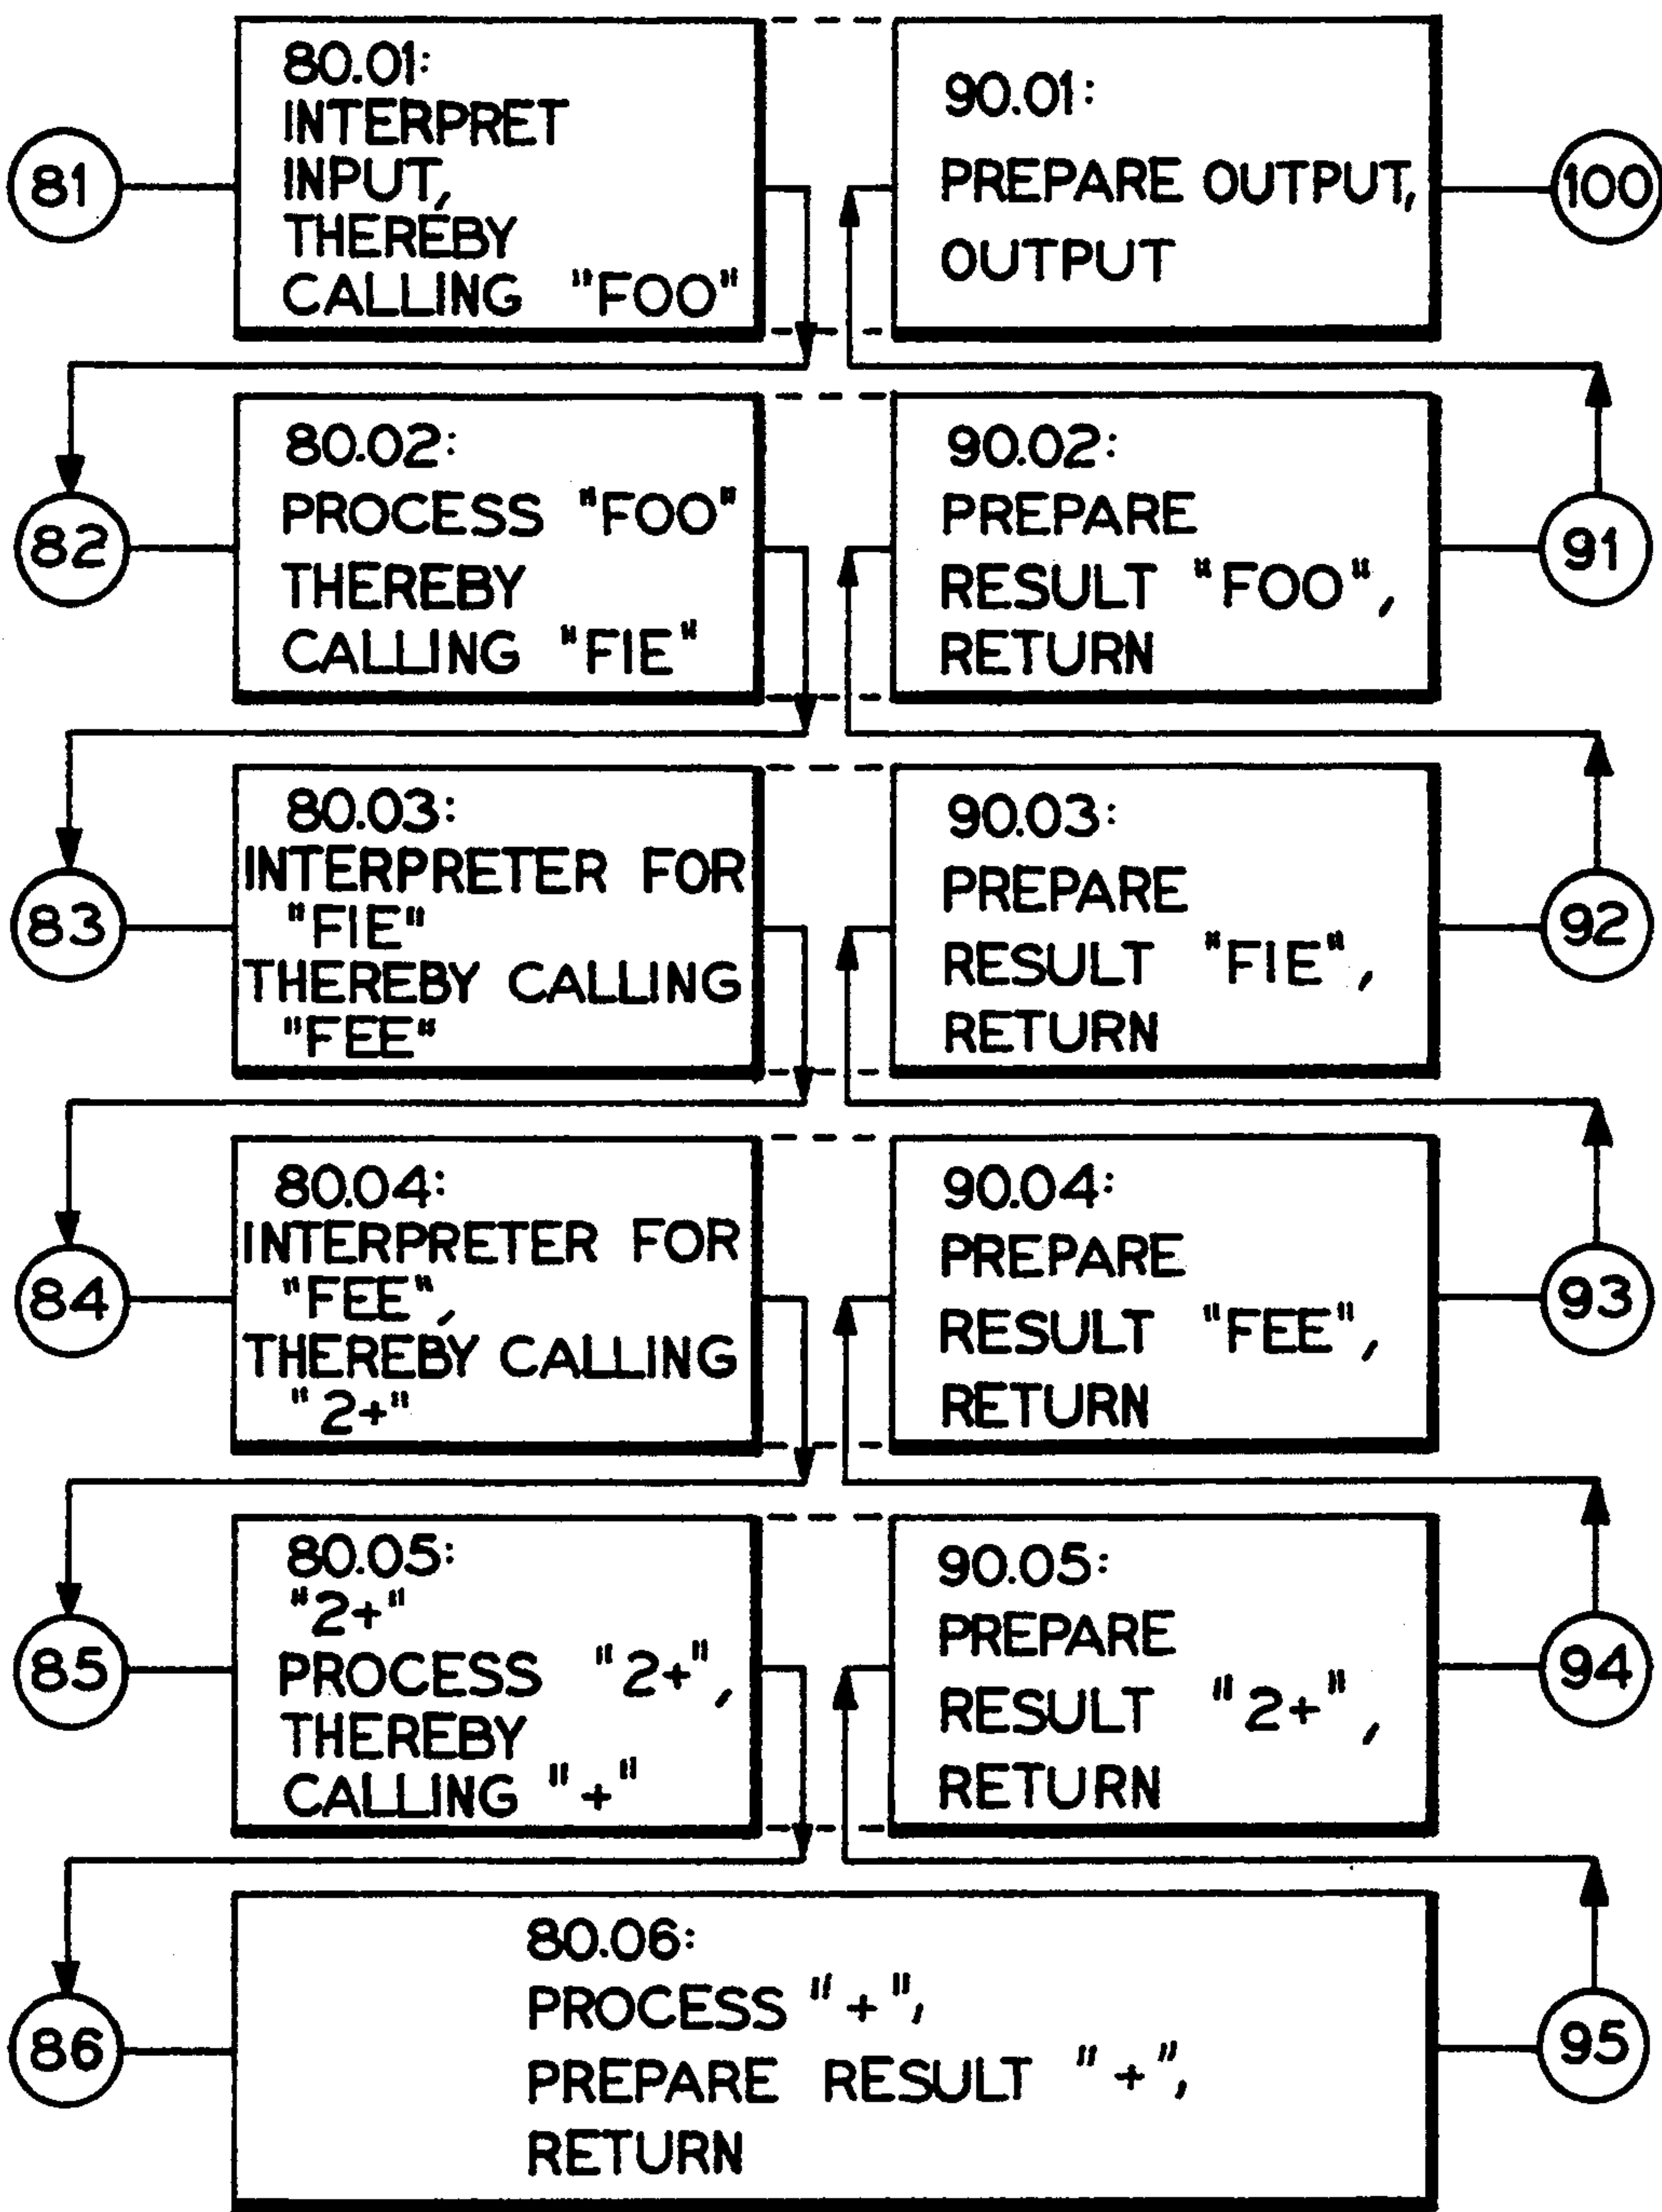 81
80.01:
INTERPRET
INPUT,
THEREBY
CALLING "FOO"
90.01:
PREPARE OUTPUT,
OUTPUT
100
82
80.02:
PROCESS "FOO"
THEREBY
CALLING "FIE"
90.02:
PREPARE
RESULT "FOO",
RETURN
91
83
80.03:
INTERPRETER FOR
"FIE"
THEREBY CALLING
"FEE"
90.03:
PREPARE
RESULT "FIE",
RETURN
92
84
80.04:
INTERPRETER FOR
"FEE",
THEREBY CALLING
"2+"
90.04:
PREPARE
RESULT "FEE",
RETURN
93
85
80.05:
"2+"
PROCESS "2+",
THEREBY
CALLING "+"
90.05:
PREPARE
RESULT "2+",
RETURN
94
86
80.06:
PROCESS "+",
PREPARE RESULT "+",
RETURN
95